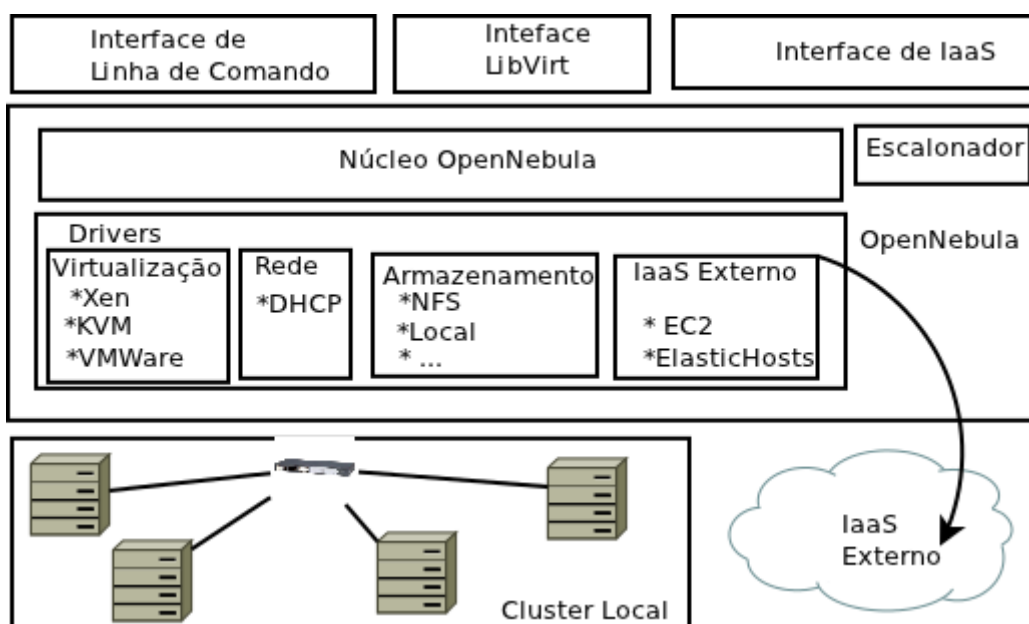 Interface de
Linha de Comando
Inteface
LibVirt
Interface de IaaS
Núcleo OpenNebula
Escalonador
OpenNebula
Drivers
Virtualização
*Xen
*KVM
*VMWare
Rede
*DHCP
Armazenamento
*NFS
*Local
* ...
IaaS Externo
* EC2
*ElasticHosts
Cluster Local
IaaS
Externo